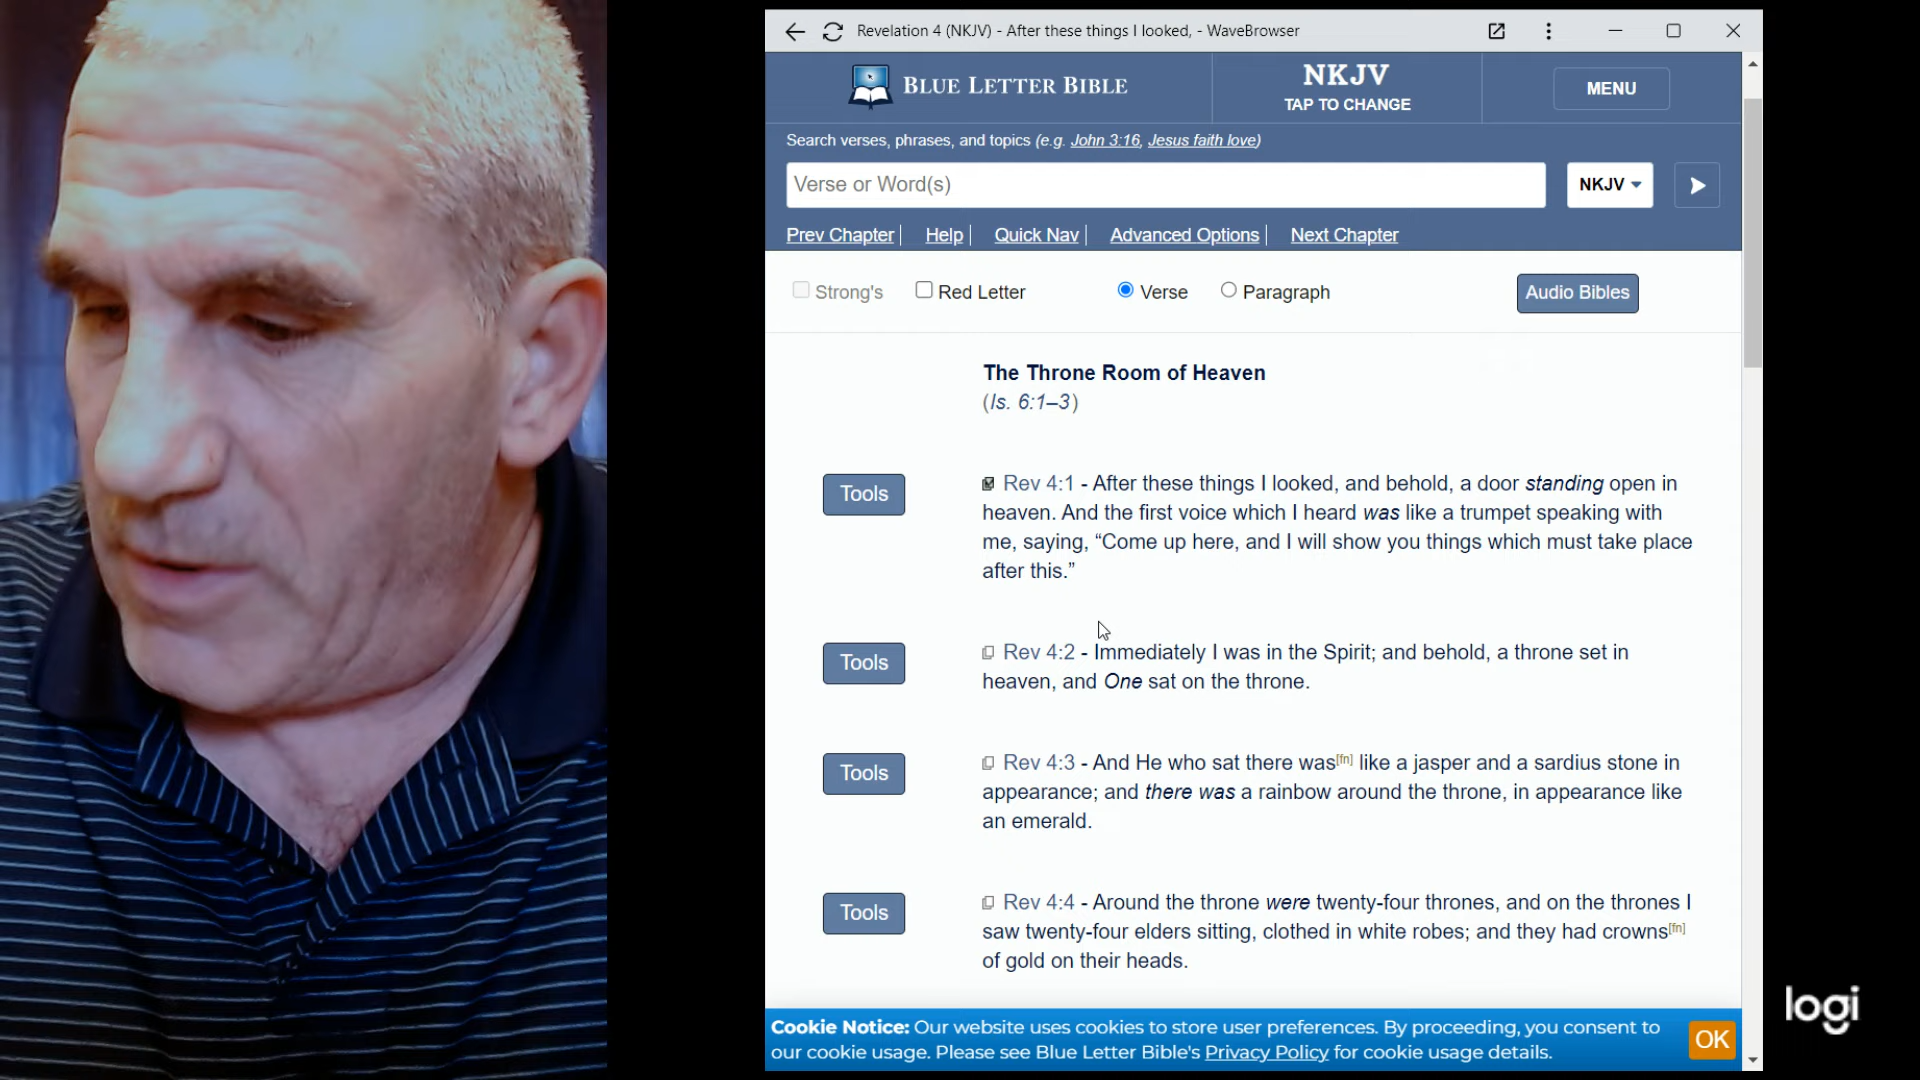 Revelation 4 (NKJV) - After these things I looked, - WaveBrowser
BLUE LETTER BIBLE
NKJV
TAP TO CHANGE
MENU
Search verses, phrases, and topics (e.g. John 3:16, Jesus faith love)
Verse or Word(s)
NKJV
Prev Chapter | Help | Quick Nav | Advanced Options | Next Chapter
Strong's Red Letter Verse Paragraph Audio Bibles
The Throne Room of Heaven
(Is. 6:1–3)
Tools
Rev 4:1 - After these things I looked, and behold, a door standing open in
heaven. And the first voice which I heard was like a trumpet speaking with
me, saying, “Come up here, and I will show you things which must take place
after this.”
Tools
Rev 4:2 - Immediately I was in the Spirit; and behold, a throne set in
heaven, and One sat on the throne.
Tools
Rev 4:3 - And He who sat there was[fn] like a jasper and a sardius stone in
appearance; and there was a rainbow around the throne, in appearance like
an emerald.
Tools
Rev 4:4 - Around the throne were twenty-four thrones, and on the thrones I
saw twenty-four elders sitting, clothed in white robes; and they had crowns[fn]
of gold on their heads.
Cookie Notice: Our website uses cookies to store user preferences. By proceeding, you consent to
our cookie usage. Please see Blue Letter Bible's Privacy Policy for cookie usage details.
OK
logi